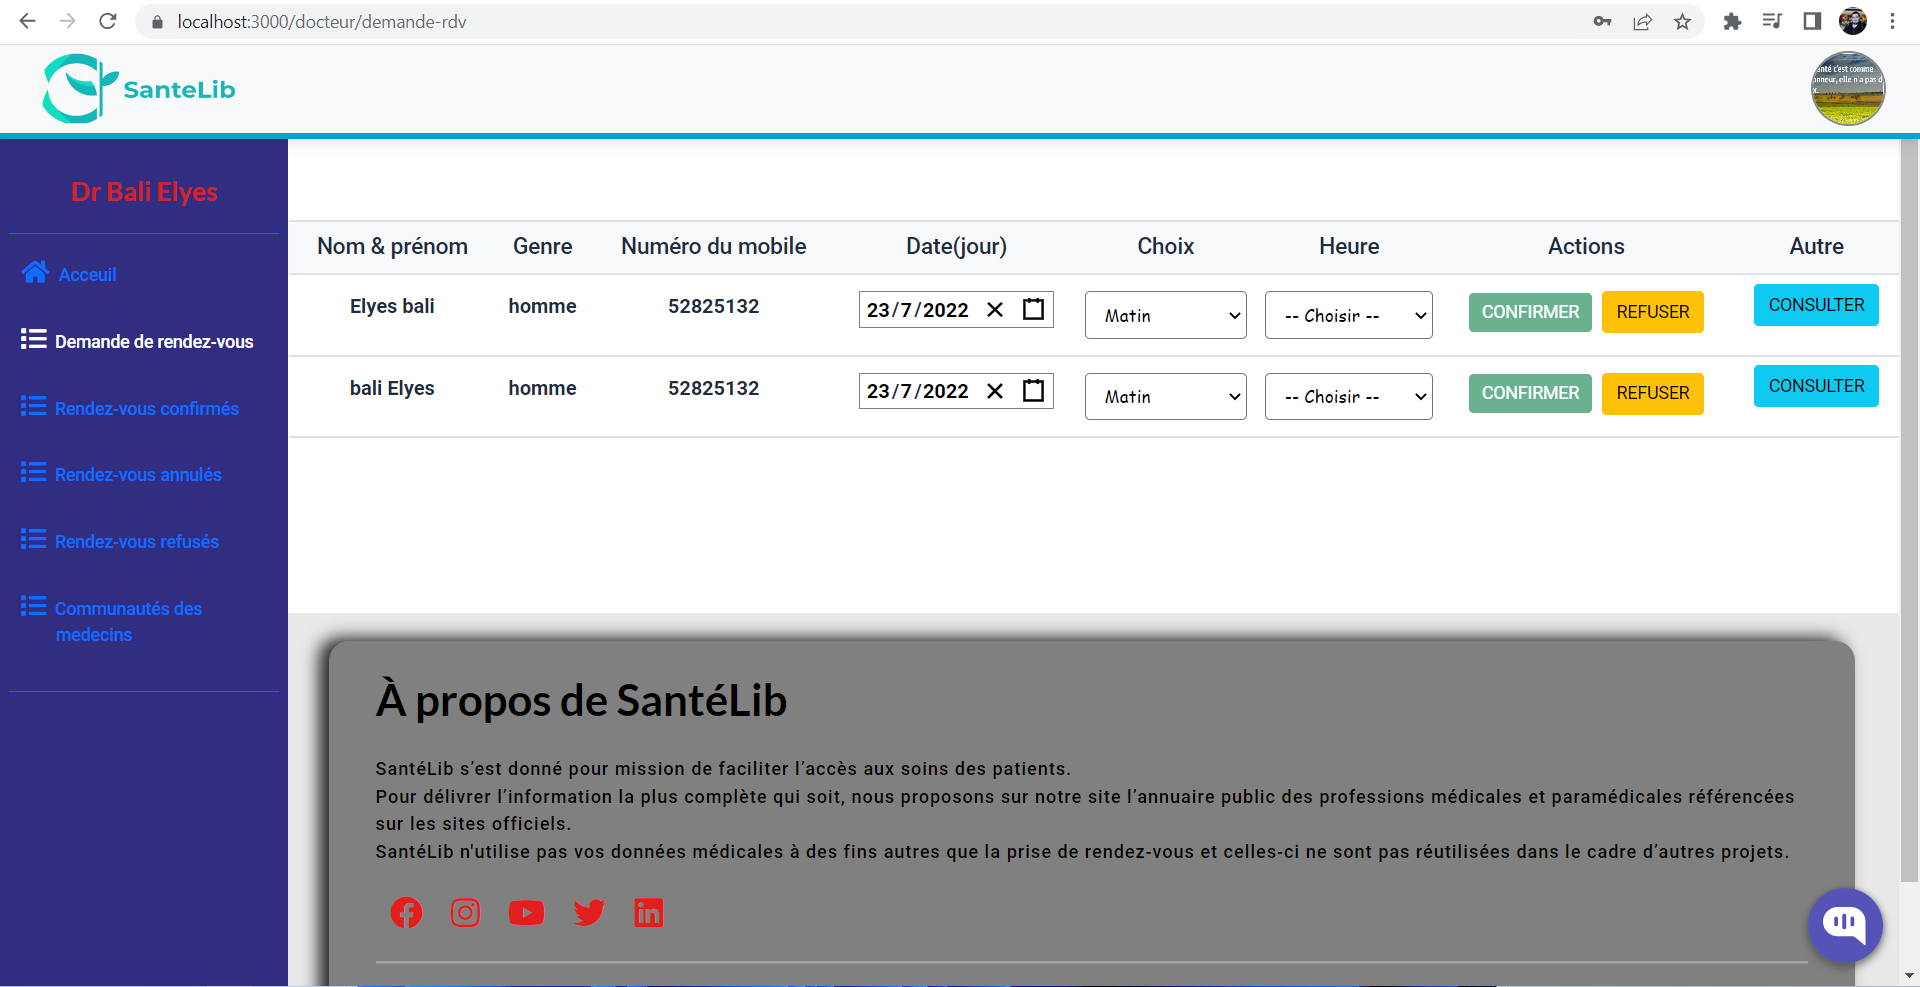 localhost:3000/docteur/demande-rdv
SanteLib
anté c'est comme
onneur, elle n'a pas d
x.
Dr Bali Elyes
Acceuil
Demande de rendez-vous
Rendez-vous confirmés
Rendez-vous annulés
Rendez-vous refusés
Communautés des
medecins
Nom & prénom Genre Numéro du mobile Date(jour) Choix Heure Actions Autre
Elyes bali homme 52825132 23/7/2022 Matin -- Choisir -- CONFIRMER REFUSER CONSULTER
bali Elyes homme 52825132 23/7/2022 Matin -- Choisir -- CONFIRMER REFUSER CONSULTER
À propos de SantéLib
SantéLib s’est donné pour mission de faciliter l’accès aux soins des patients.
Pour délivrer l’information la plus complète qui soit, nous proposons sur notre site l’annuaire public des professions médicales et paramédicales référencées
sur les sites officiels.
SantéLib n'utilise pas vos données médicales à des fins autres que la prise de rendez-vous et celles-ci ne sont pas réutilisées dans le cadre d’autres projets.